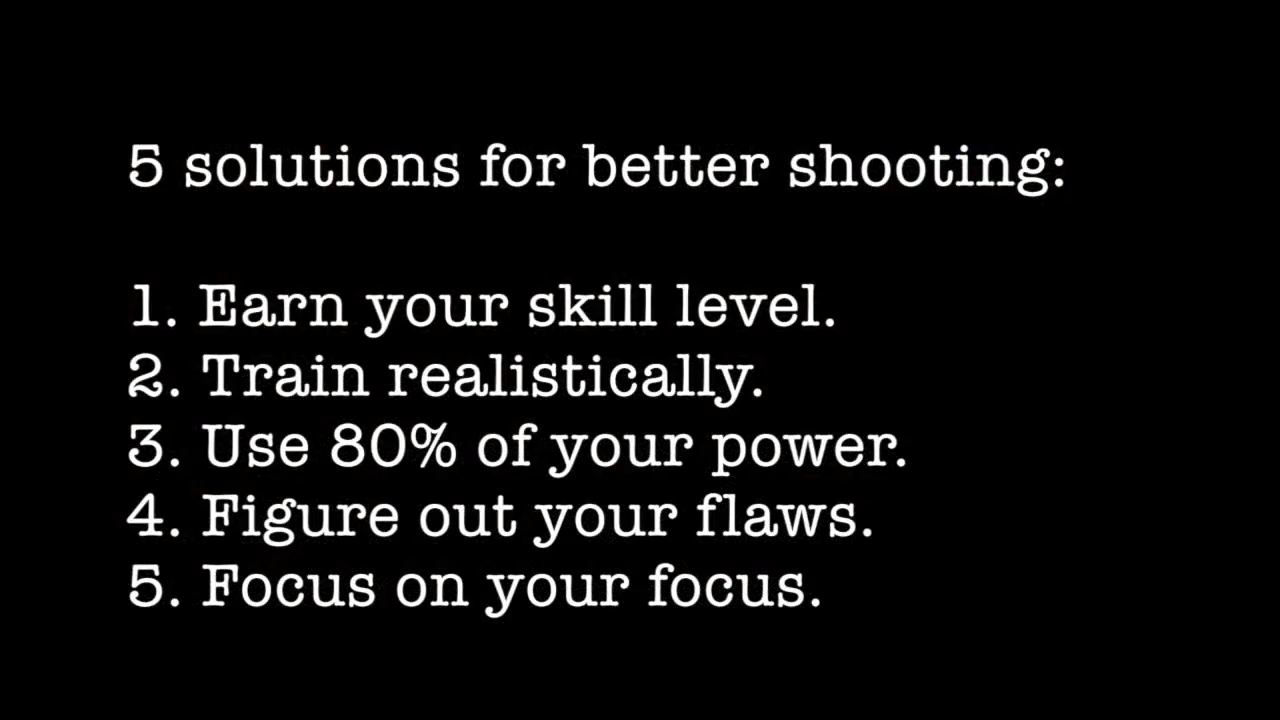 5 solutions for better shooting:
1. Earn your skill level.
2. Train realistically.
3. Use 80% of your power.
4. Figure out your flaws.
5. Focus on your focus.